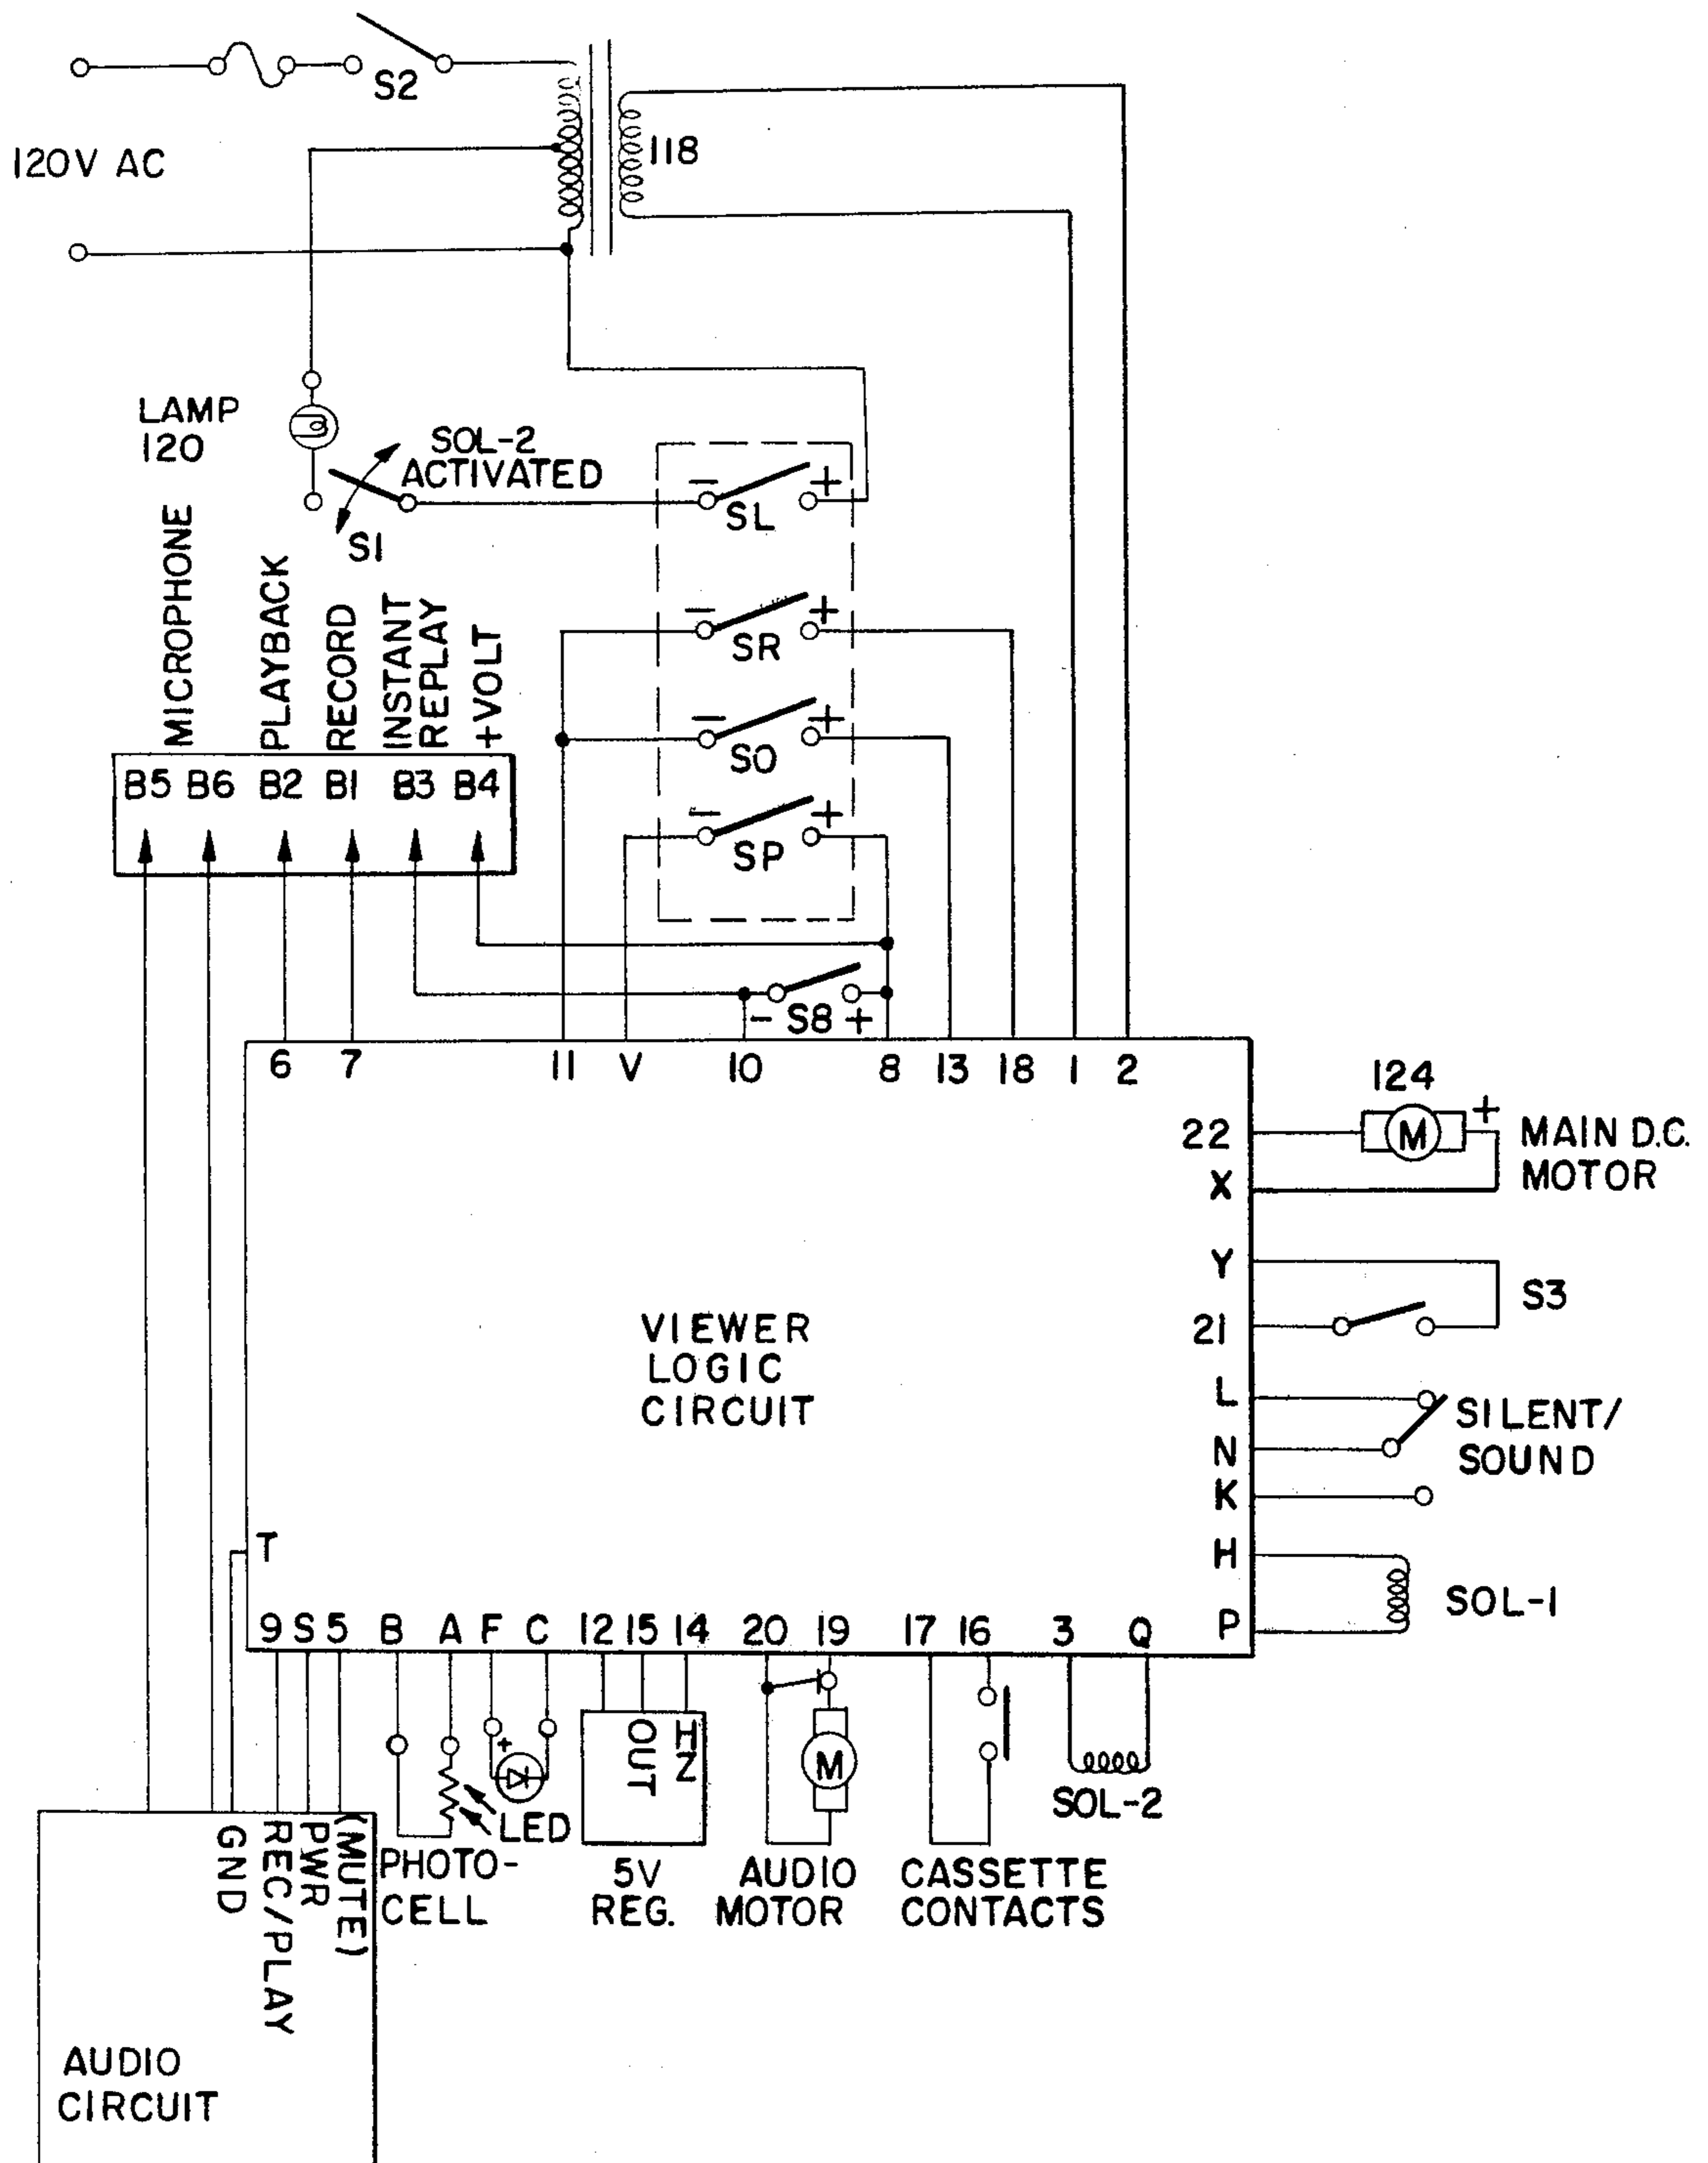 S2
120V AC
118
LAMP
120
SOL-2
ACTIVATED
S1
− SL +
− SR +
− SO +
− SP +
MICROPHONE
PLAYBACK
RECORD
INSTANT
REPLAY
+VOLT
B5 B6 B2 B1 B3 B4
- S8 +
6 7 11 V 10 8 13 18 1 2
124
22 M + MAIN D.C.
X MOTOR
Y
S3
21
VIEWER
LOGIC
CIRCUIT
L
SILENT/
N SOUND
K
T
H
SOL-1
P
9 S 5 B A F C 12 15 14 20 19 17 16 3 Q
+
OUT
HZ
M
SOL-2
LED
GND
REC/PLAY
PWR
(MUTE)
PHOTO-
CELL
5V
REG.
AUDIO
MOTOR
CASSETTE
CONTACTS
AUDIO
CIRCUIT